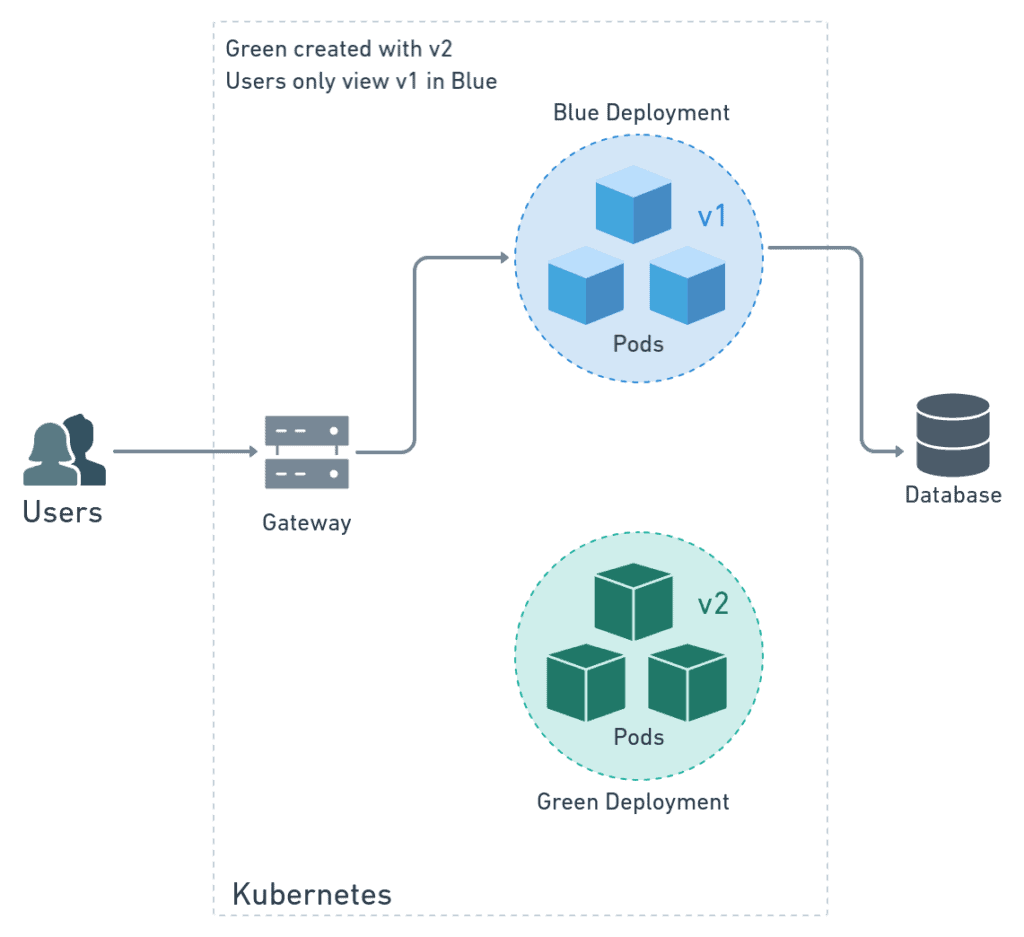 Green created with v2
Users only view v1 in Blue
Blue Deployment
v1
Pods
Users
Gateway
Database
v2
Pods
Green Deployment
Kubernetes